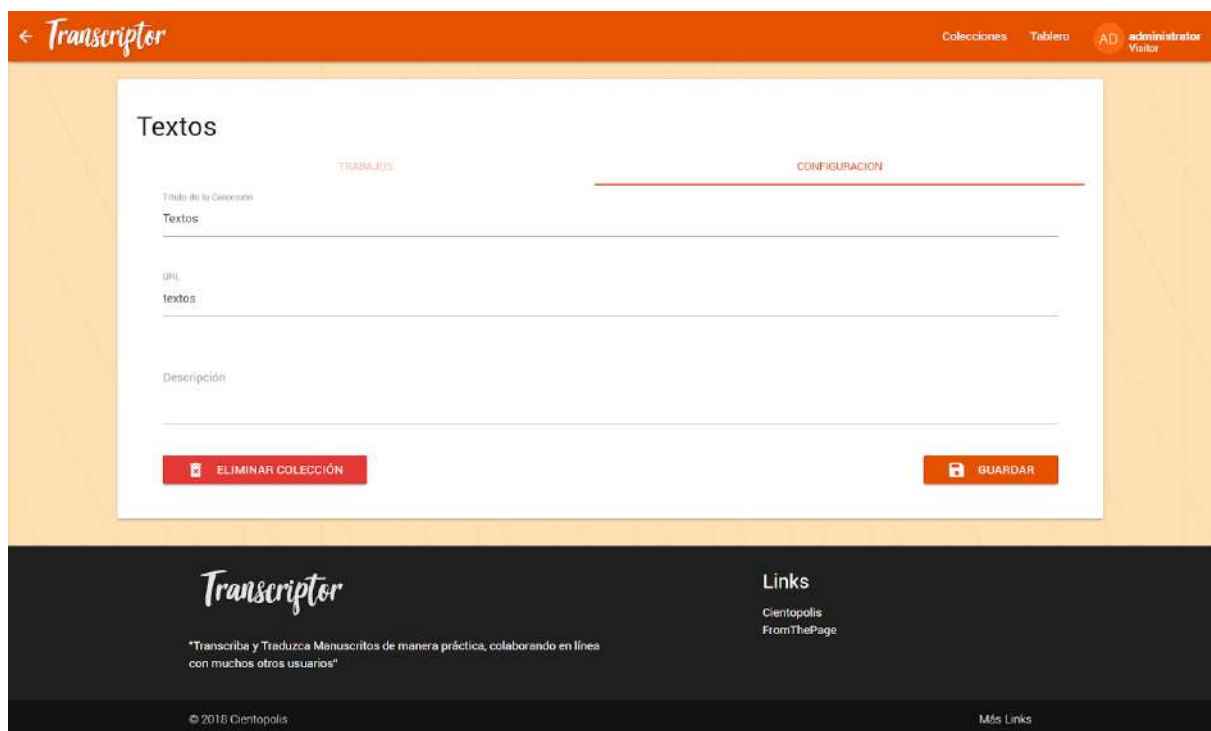 Transcriptor
Colecciones Tablero AD administrator
Visitor
Textos
TRABAJOS CONFIGURACION
Título de la Colección
Textos
URL
textos
Descripción
ELIMINAR COLECCIÓN GUARDAR
Transcriptor
"Transcriba y Traduzca Manuscritos de manera práctica, colaborando en línea
con muchos otros usuarios"
Links
Cientopolis
FromThePage
© 2018 Cientopolis Más Links